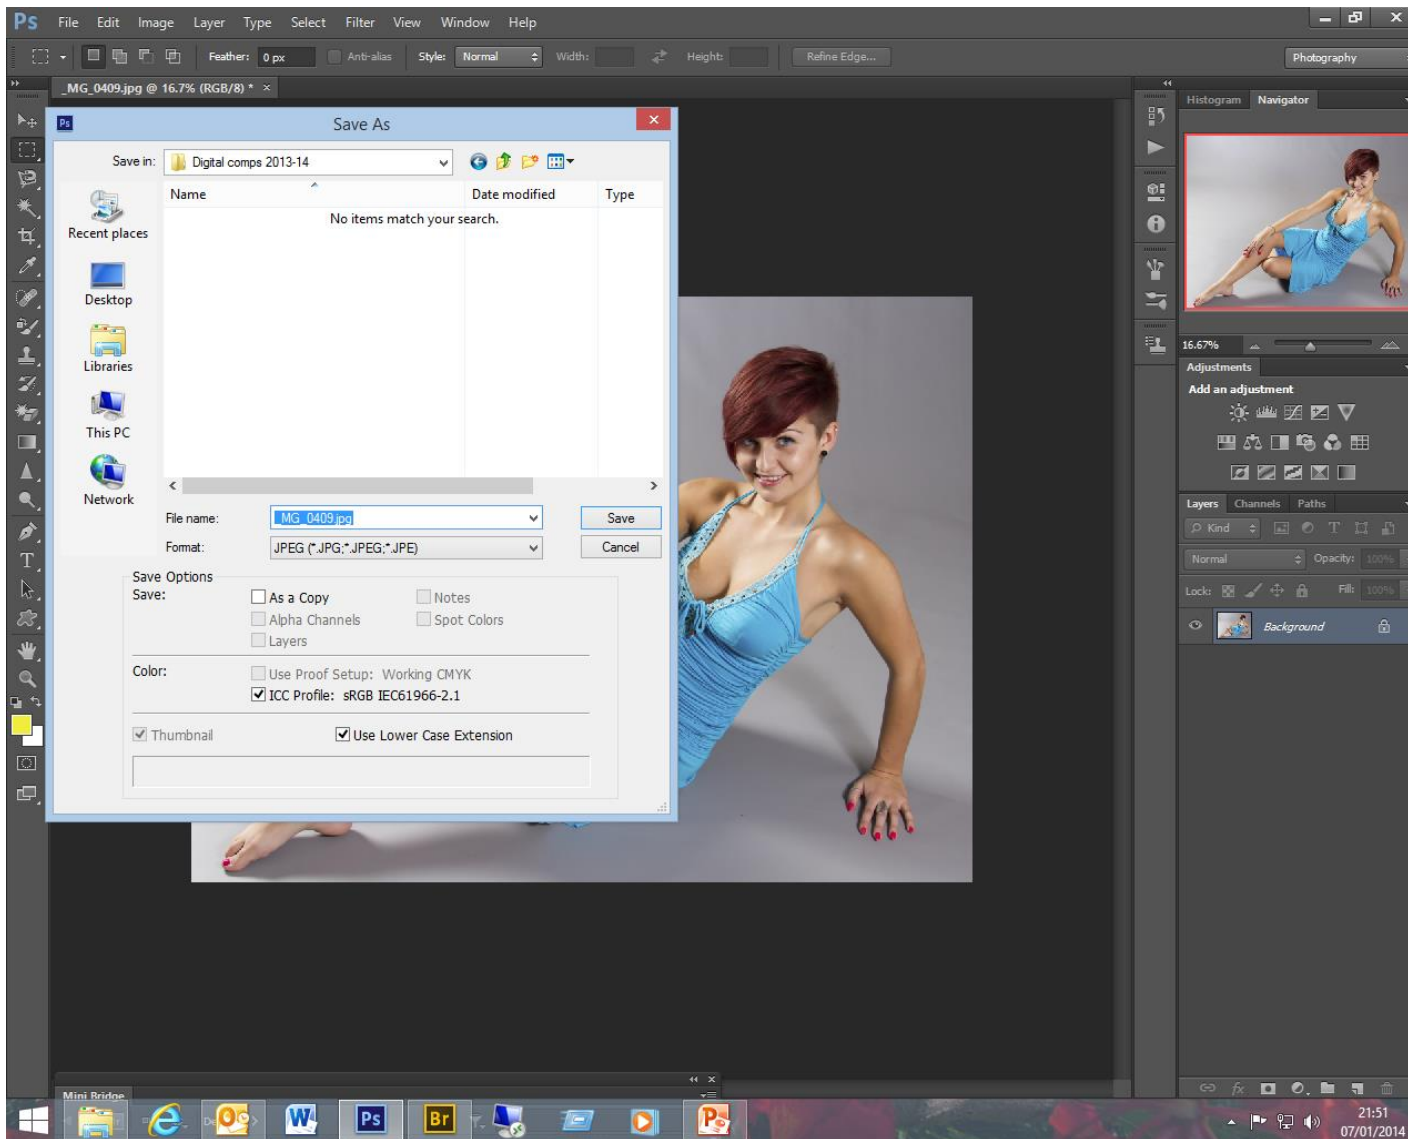 Ps File Edit Image Layer Type Select Filter View Window Help
Feather: 0 px Anti-alias Style: Normal Width: Height: Refine Edge... Photography
_MG_0409.jpg @ 16.7% (RGB/8) * ×
Histogram Navigator
Ps Save As
Save in: Digital comps 2013-14
Name Date modified Type
No items match your search.
Recent places
Desktop
Libraries
This PC
Network
File name: _MG_0409.jpg Save
Format: JPEG (*.JPG;*.JPEG;*.JPE) Cancel
Save Options
Save: As a Copy Notes
Alpha Channels Spot Colors
Layers
Color: Use Proof Setup: Working CMYK
ICC Profile: sRGB IEC61966-2.1
Thumbnail Use Lower Case Extension
16.67%
Adjustments
Add an adjustment
Layers Channels Paths
Kind
Normal Opacity: 100%
Lock: Fill: 100%
Background
Mini Bridge
W Ps Br P
21:51
07/01/2014